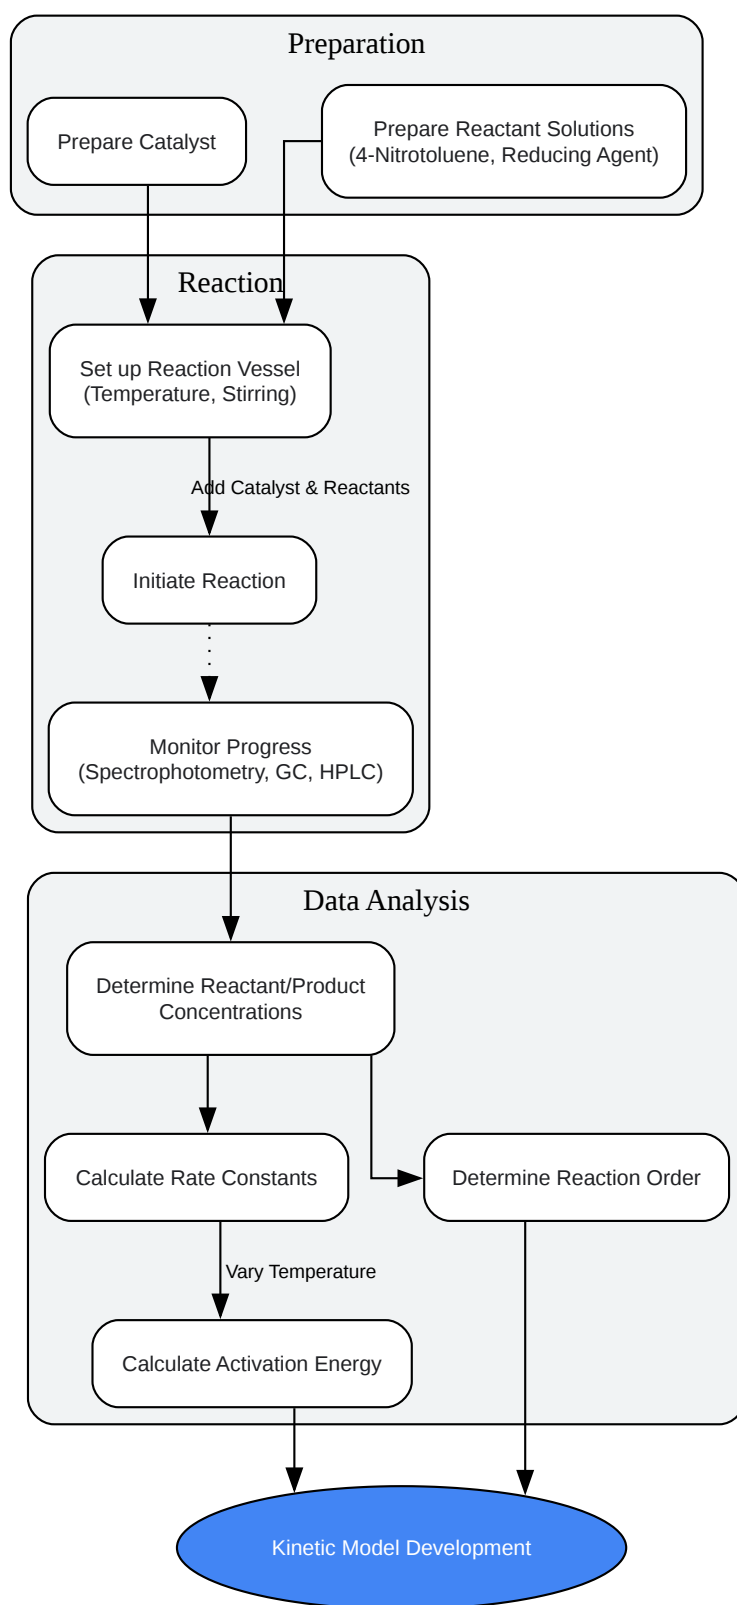 Preparation
Prepare Catalyst
Prepare Reactant Solutions
(4-Nitrotoluene, Reducing Agent)
Reaction
Set up Reaction Vessel
(Temperature, Stirring)
Add Catalyst & Reactants
Initiate Reaction
Monitor Progress
(Spectrophotometry, GC, HPLC)
Data Analysis
Determine Reactant/Product
Concentrations
Calculate Rate Constants
Determine Reaction Order
Vary Temperature
Calculate Activation Energy
Kinetic Model Development